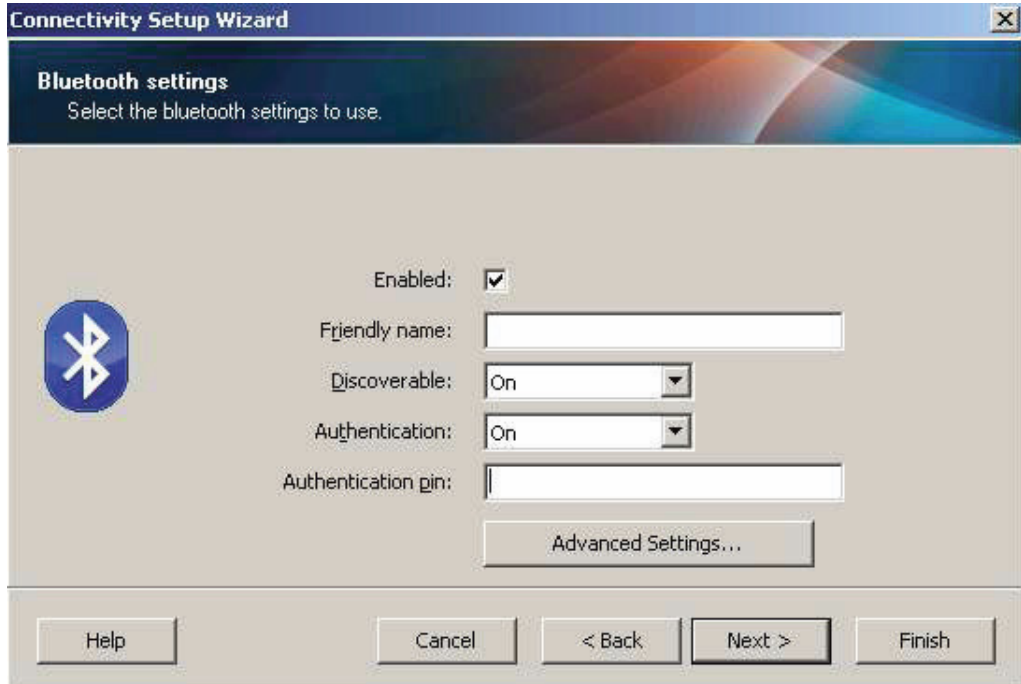 Connectivity Setup Wizard
Bluetooth settings
Select the bluetooth settings to use.
Enabled:
Friendly name:
Discoverable: On
Authentication: On
Authentication pin:
Advanced Settings...
Help Cancel < Back Next > Finish